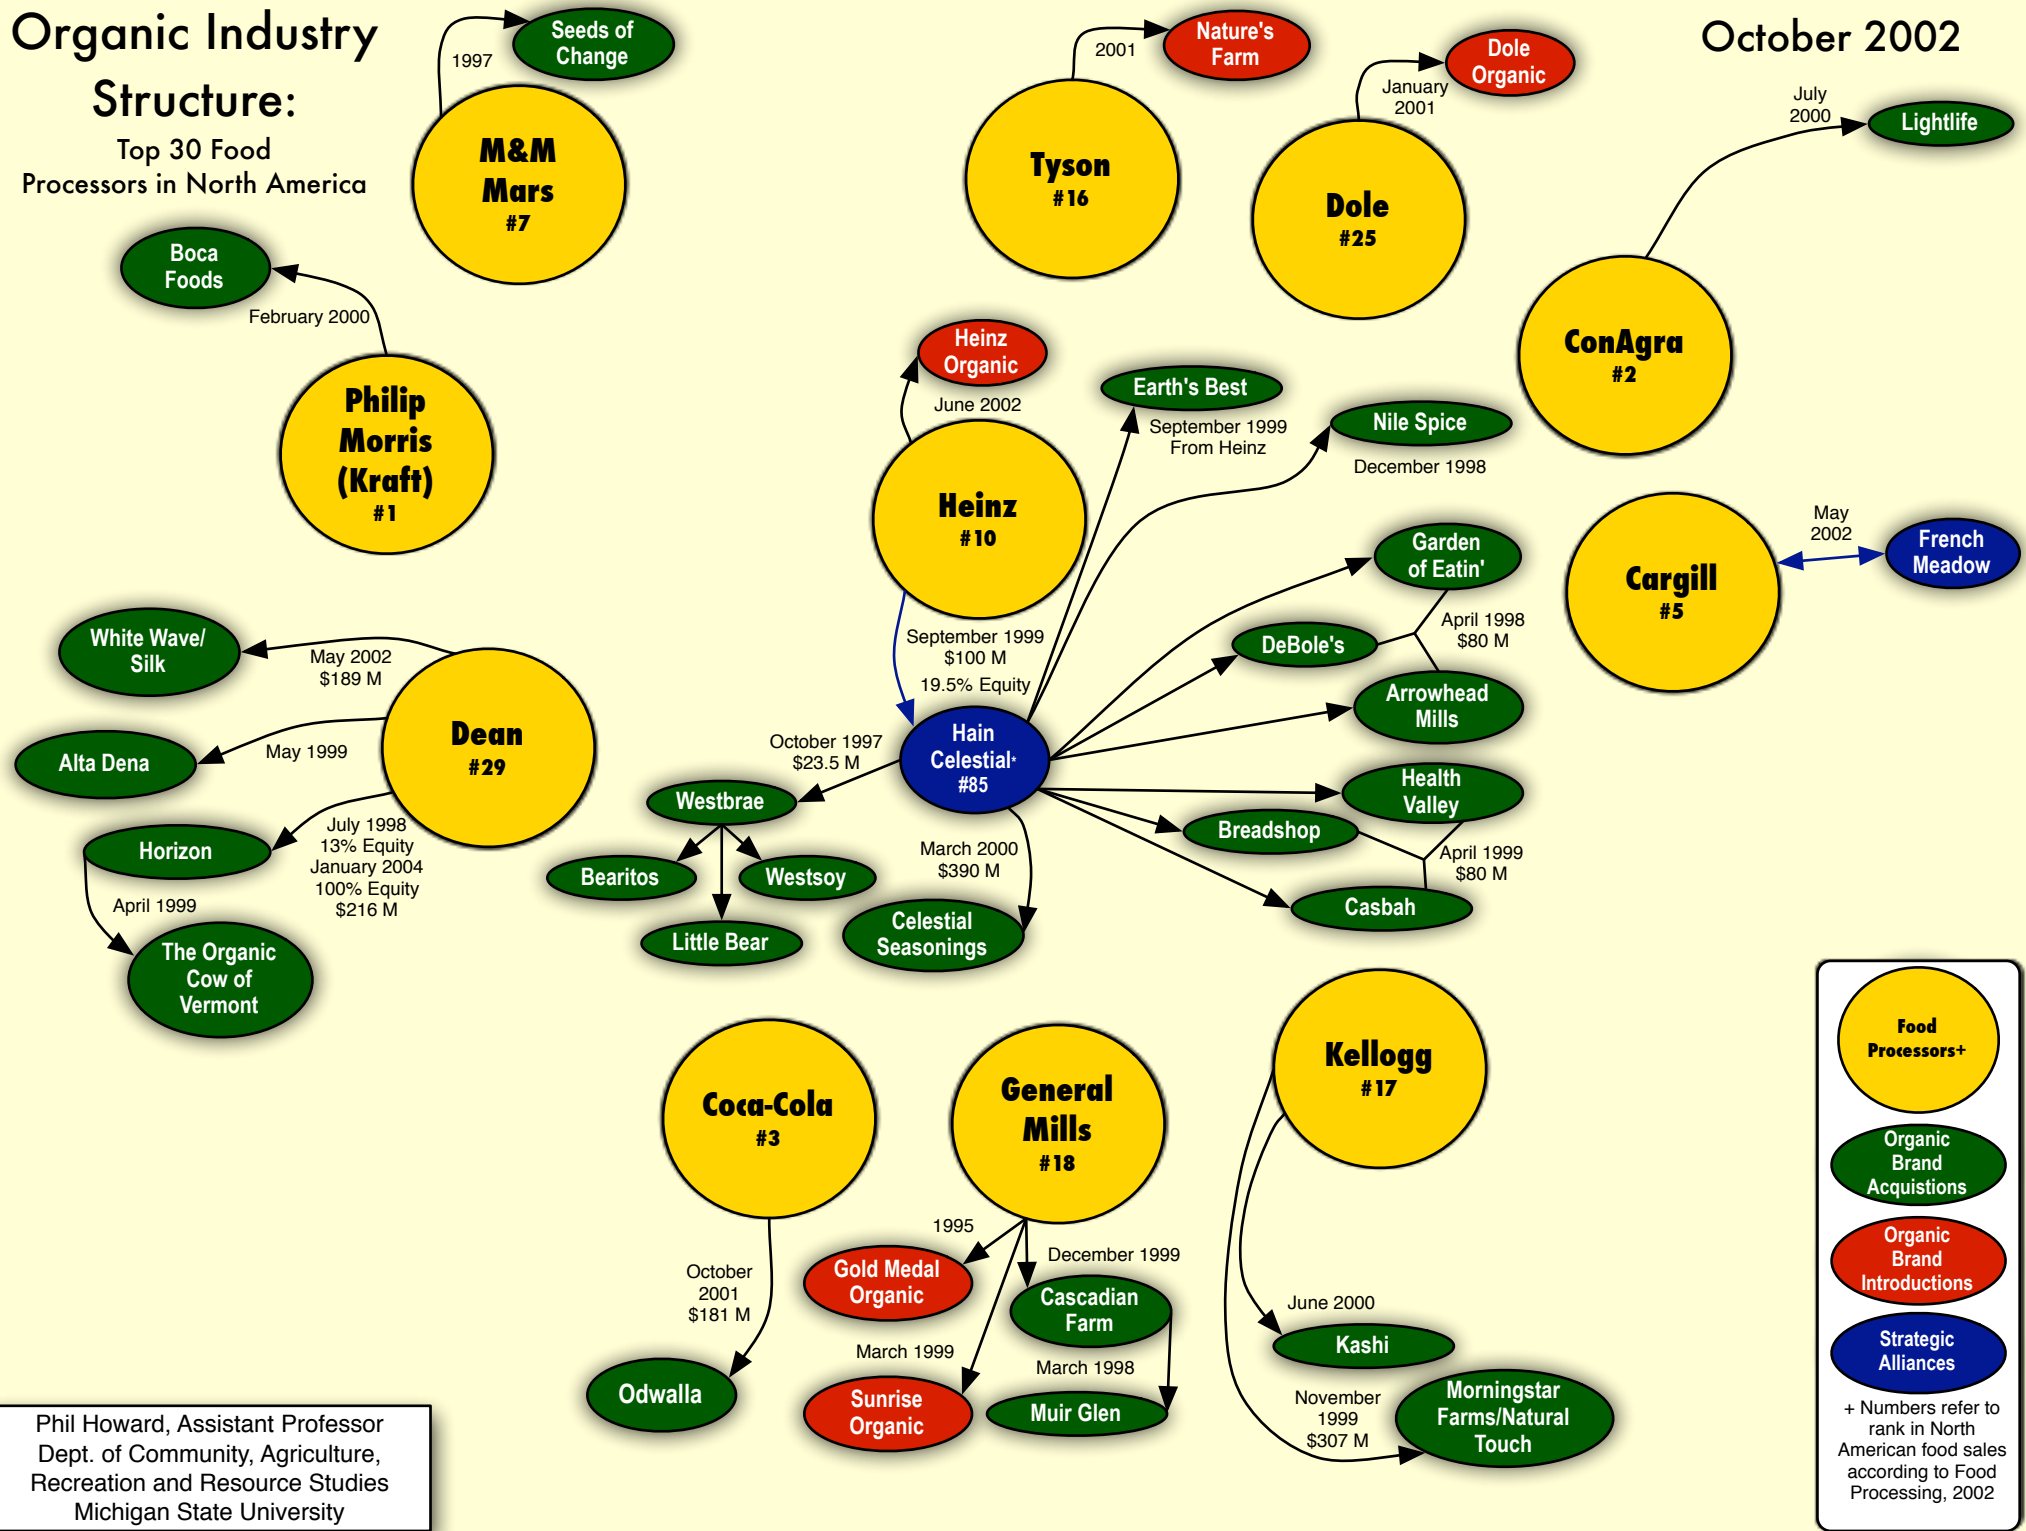 Organic Industry
Structure:
Top 30 Food
Processors in North America
October 2002
1997
Seeds of
Change
M&M
Mars
#7
2001
Nature's
Farm
Tyson
#16
January
2001
Dole
Organic
Dole
#25
July
2000
Lightlife
ConAgra
#2
Boca
Foods
February 2000
Philip
Morris
(Kraft)
#1
Heinz
Organic
June 2002
Heinz
#10
Earth's Best
September 1999
From Heinz
Nile Spice
December 1998
Cargill
#5
May
2002
French
Meadow
Garden
of Eatin'
DeBole's
April 1998
$80 M
Arrowhead
Mills
September 1999
$100 M
19.5% Equity
Hain
Celestial*
#85
White Wave/
Silk
May 2002
$189 M
Alta Dena
May 1999
Dean
#29
Horizon
July 1998
13% Equity
January 2004
100% Equity
$216 M
April 1999
The Organic
Cow of
Vermont
October 1997
$23.5 M
Westbrae
Bearitos
Westsoy
Little Bear
March 2000
$390 M
Celestial
Seasonings
Health
Valley
Breadshop
April 1999
$80 M
Casbah
Coca-Cola
#3
October
2001
$181 M
Odwalla
General
Mills
#18
1995
Gold Medal
Organic
December 1999
Cascadian
Farm
March 1999
Sunrise
Organic
March 1998
Muir Glen
Kellogg
#17
June 2000
Kashi
November
1999
$307 M
Morningstar
Farms/Natural
Touch
Food
Processors+
Organic
Brand
Acquistions
Organic
Brand
Introductions
Strategic
Alliances
+ Numbers refer to
rank in North
American food sales
according to Food
Processing, 2002
Phil Howard, Assistant Professor
Dept. of Community, Agriculture,
Recreation and Resource Studies
Michigan State University